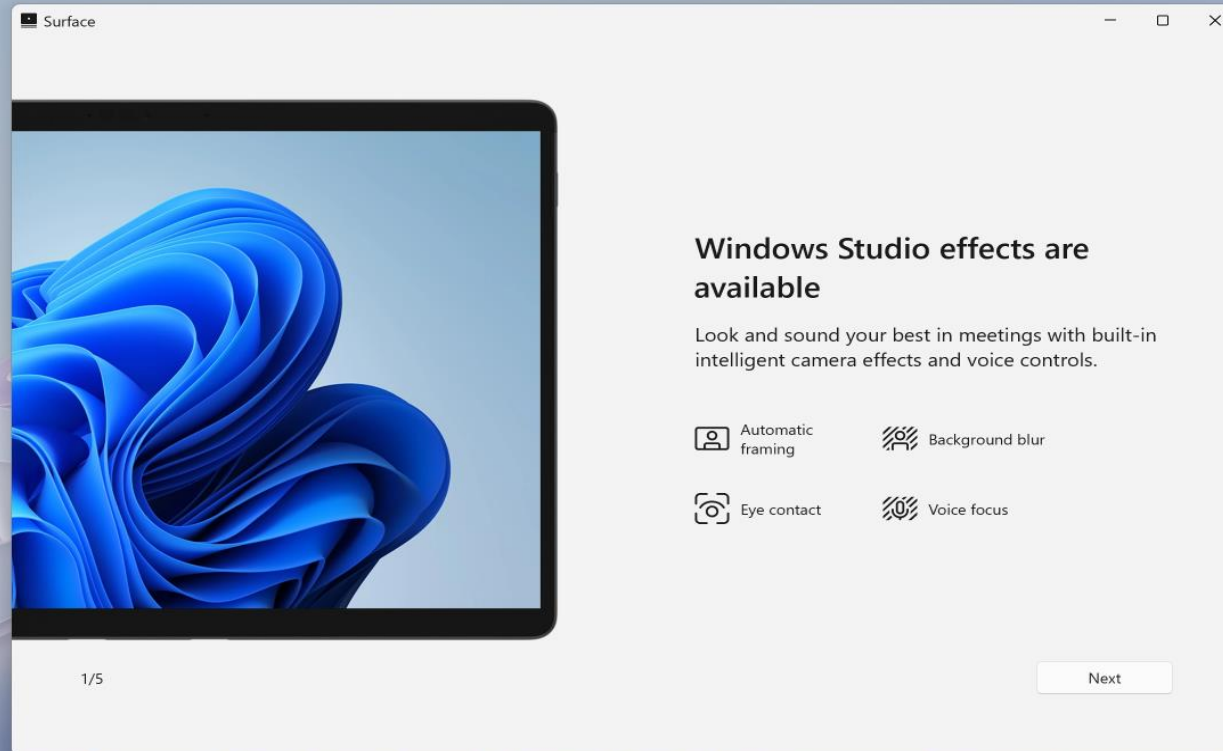 Surface
Windows Studio effects are
available
Look and sound your best in meetings with built-in
intelligent camera effects and voice controls.
Automatic
framing
Background blur
Eye contact
Voice focus
1/5
Next